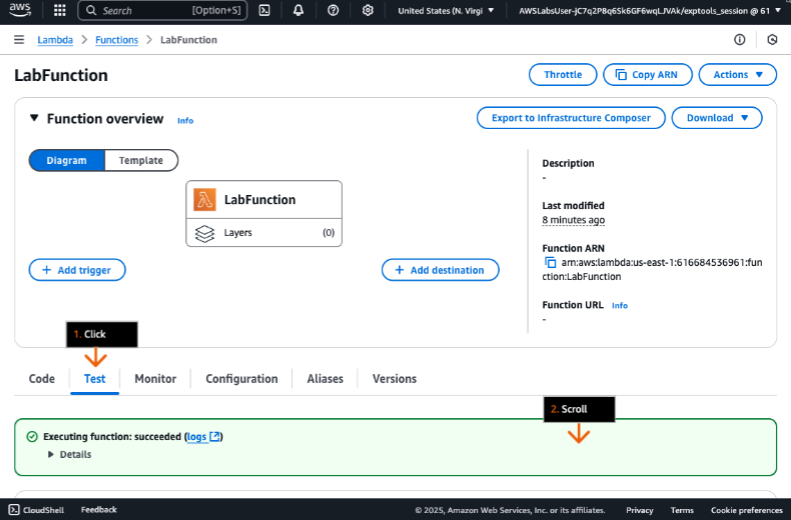 aws
Search [Option+S]
United States (N. Virgi
AWSLabsUser-jC7q2P8q6Sk6GF6wqLJVAk/exptools_session @ 61
Lambda > Functions > LabFunction
LabFunction
Throttle
Copy ARN
Actions
Function overview Info
Export to Infrastructure Composer
Download
Diagram
Template
LabFunction
Layers (0)
+ Add trigger
+ Add destination
Description
-
Last modified
8 minutes ago
Function ARN
arn:aws:lambda:us-east-1:616684536961:fun
ction:LabFunction
Function URL Info
-
1. Click
Code Test Monitor Configuration Aliases Versions
2. Scroll
Executing function: succeeded (logs)
Details
CloudShell Feedback © 2025, Amazon Web Services, Inc. or its affiliates. Privacy Terms Cookie preferences